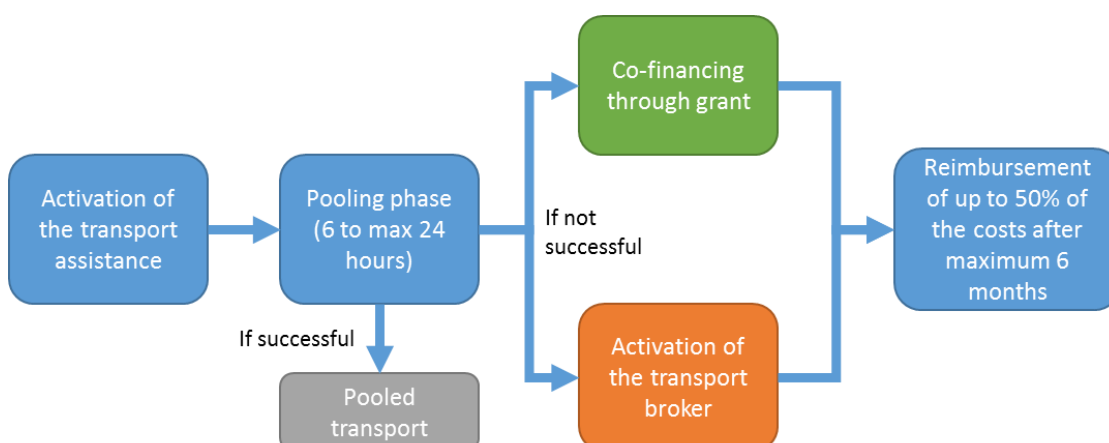 Activation of
the transport
assistance
Pooling phase
(6 to max 24
hours)
If successful
Pooled
transport
If not
successful
Co-financing
through grant
Activation of
the transport
broker
Reimbursement
of up to 50% of
the costs after
maximum 6
months